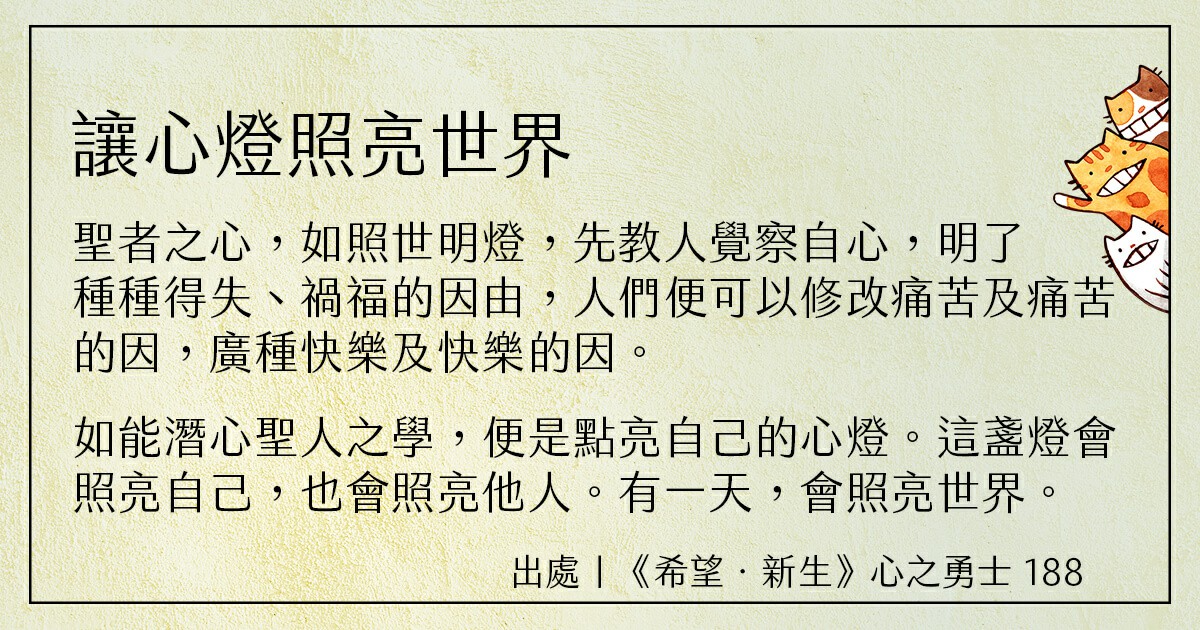 讓心燈照亮世界
聖者之心，如照世明燈，先教人覺察自心，明了
種種得失、禍福的因由，人們便可以修改痛苦及痛苦
的因，廣種快樂及快樂的因。
如能潛心聖人之學，便是點亮自己的心燈。這盞燈會
照亮自己，也會照亮他人。有一天，會照亮世界。
出處｜《希望．新生》心之勇士 188